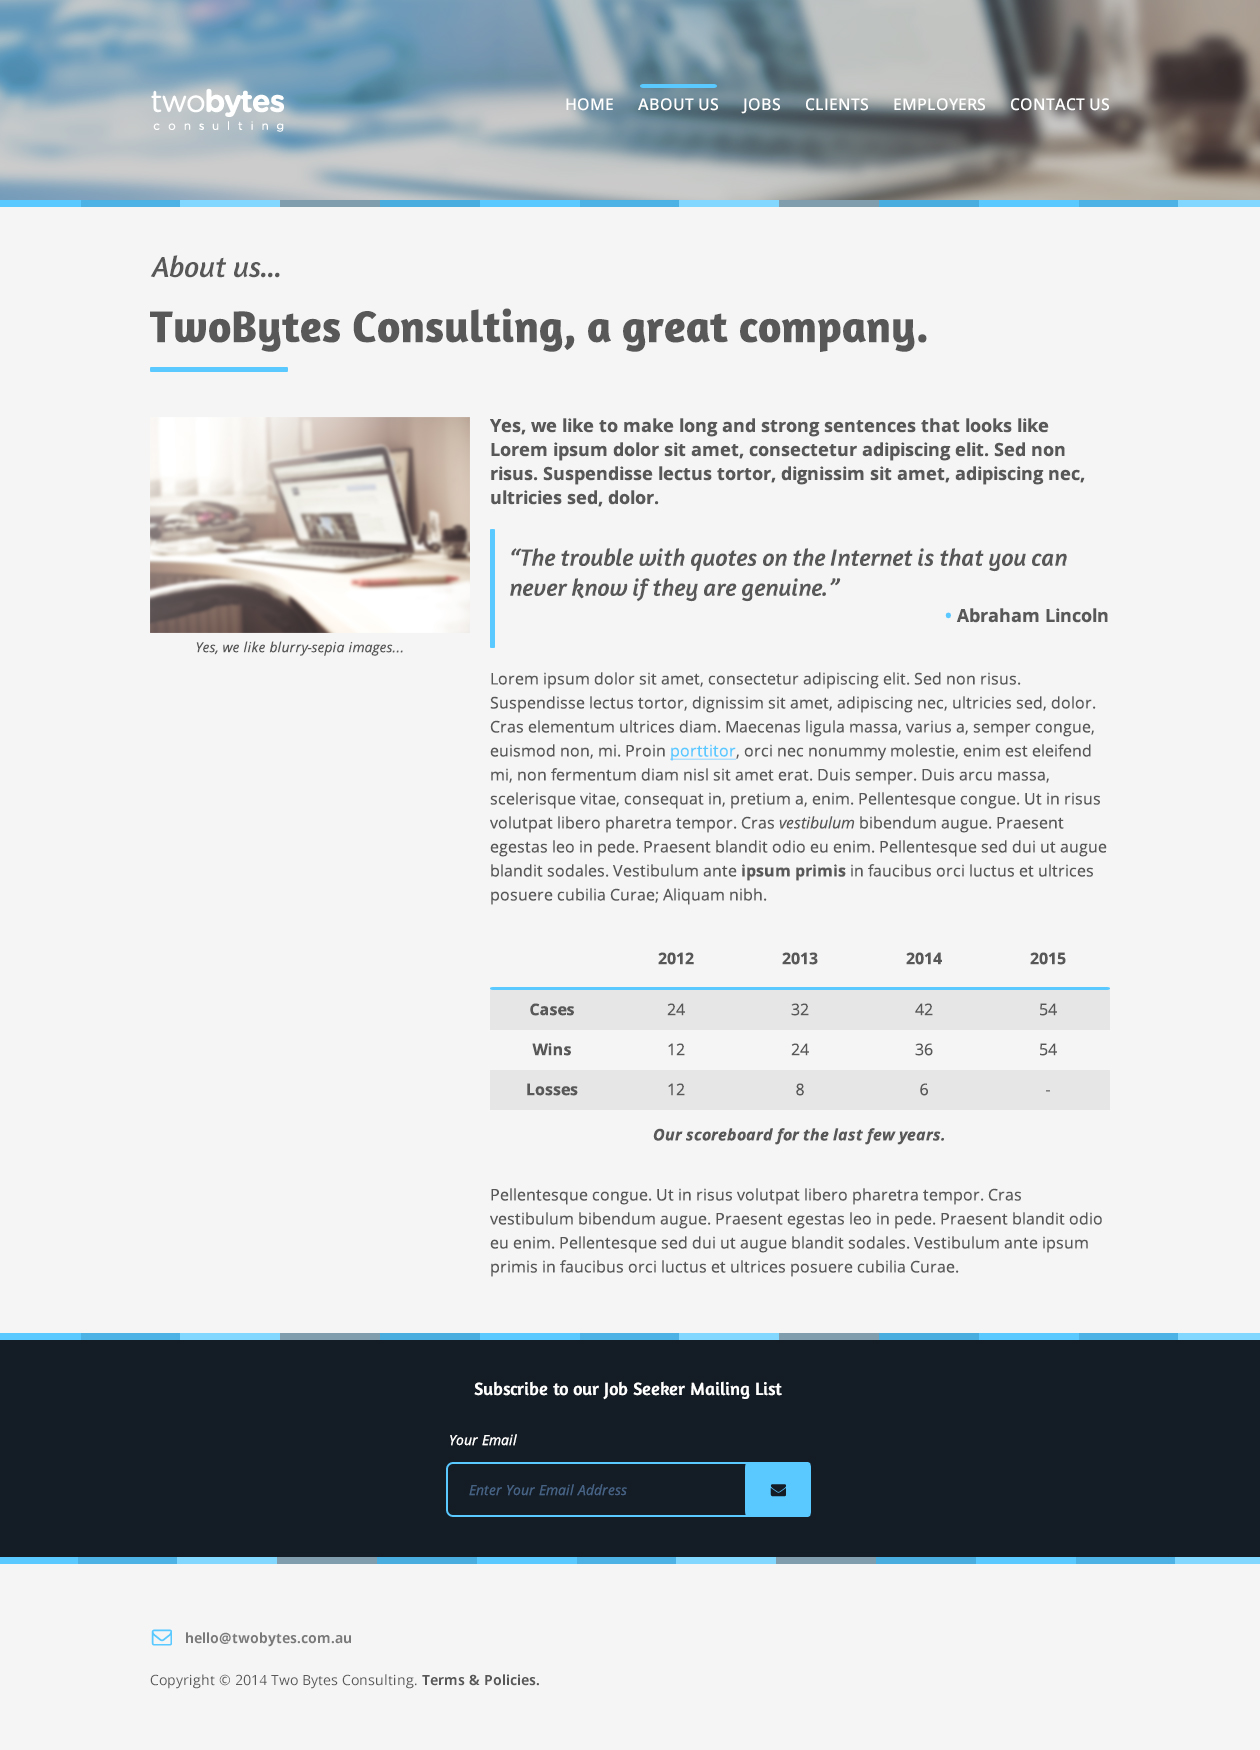 twobytes
consulting
HOME ABOUT US JOBS CLIENTS EMPLOYERS CONTACT US
About us...
TwoBytes Consulting, a great company.
Yes, we like blurry-sepia images...
Yes, we like to make long and strong sentences that looks like
Lorem ipsum dolor sit amet, consectetur adipiscing elit. Sed non
risus. Suspendisse lectus tortor, dignissim sit amet, adipiscing nec,
ultricies sed, dolor.
“The trouble with quotes on the Internet is that you can
never know if they are genuine.”
• Abraham Lincoln
Lorem ipsum dolor sit amet, consectetur adipiscing elit. Sed non risus.
Suspendisse lectus tortor, dignissim sit amet, adipiscing nec, ultricies sed, dolor.
Cras elementum ultrices diam. Maecenas ligula massa, varius a, semper congue,
euismod non, mi. Proin porttitor, orci nec nonummy molestie, enim est eleifend
mi, non fermentum diam nisl sit amet erat. Duis semper. Duis arcu massa,
scelerisque vitae, consequat in, pretium a, enim. Pellentesque congue. Ut in risus
volutpat libero pharetra tempor. Cras vestibulum bibendum augue. Praesent
egestas leo in pede. Praesent blandit odio eu enim. Pellentesque sed dui ut augue
blandit sodales. Vestibulum ante ipsum primis in faucibus orci luctus et ultrices
posuere cubilia Curae; Aliquam nibh.
2012 2013 2014 2015
Cases 24 32 42 54
Wins 12 24 36 54
Losses 12 8 6 -
Our scoreboard for the last few years.
Pellentesque congue. Ut in risus volutpat libero pharetra tempor. Cras
vestibulum bibendum augue. Praesent egestas leo in pede. Praesent blandit odio
eu enim. Pellentesque sed dui ut augue blandit sodales. Vestibulum ante ipsum
primis in faucibus orci luctus et ultrices posuere cubilia Curae.
Subscribe to our Job Seeker Mailing List
Your Email
Enter Your Email Address
hello@twobytes.com.au
Copyright © 2014 Two Bytes Consulting. Terms & Policies.